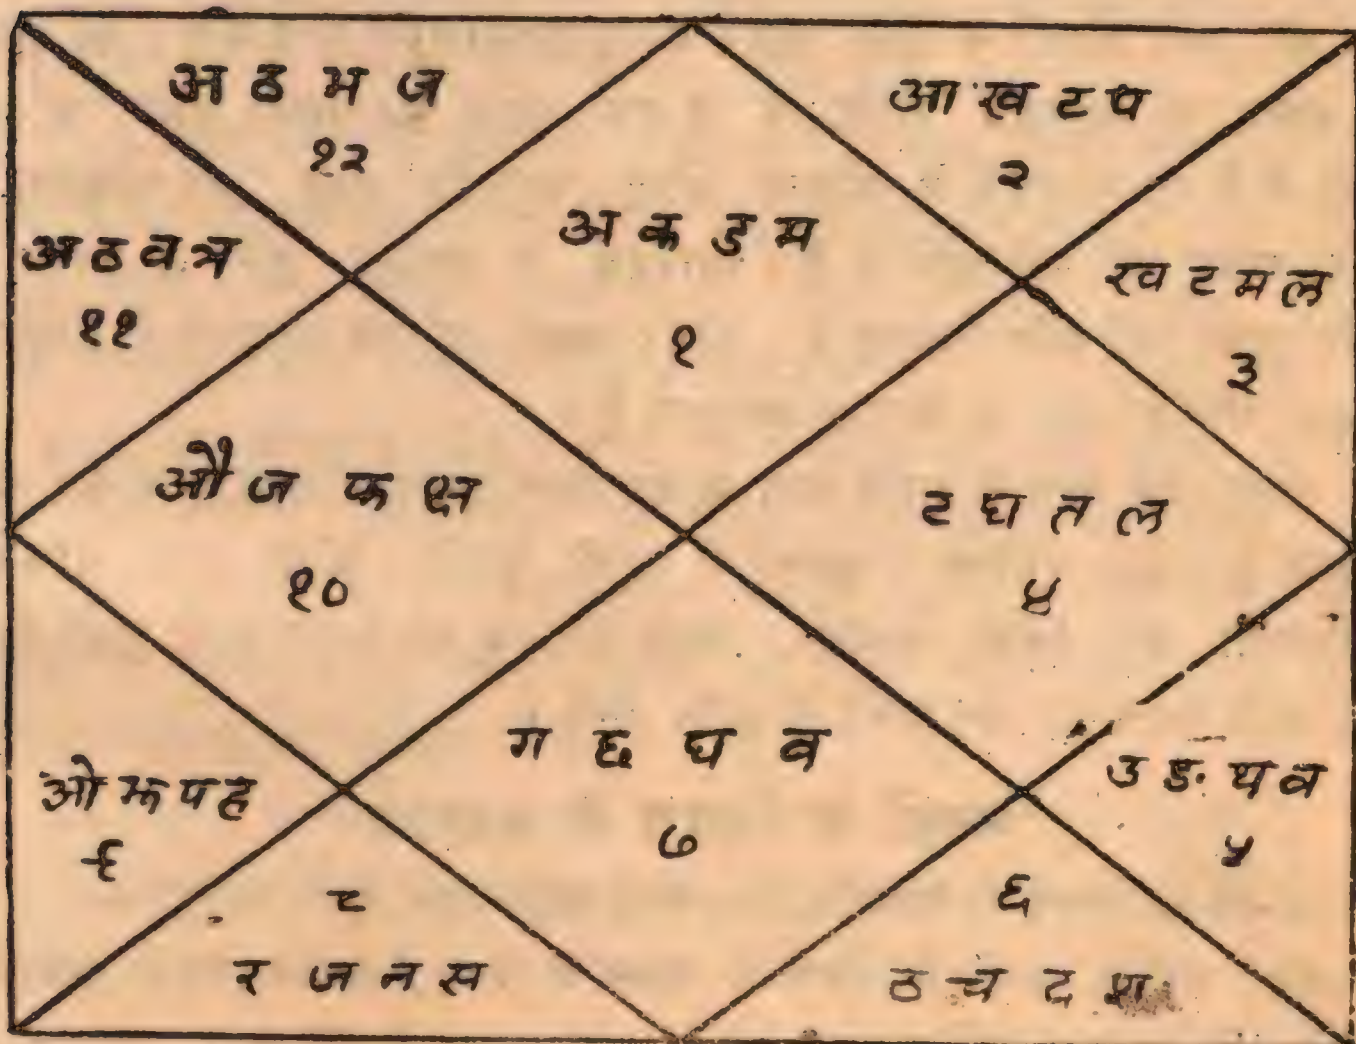 अ ठ भ ज
१२
आ ख ट प
२
अ क ड म
१
अ ठ व त्र
११
ख ट म ल
३
औ ज फ क्ष
१०
ट घ त ल
४
ग छ घ व
७
ओ झ प ह
९
उ ङ थ व
५
८
र ज न स
६
ठ च द श